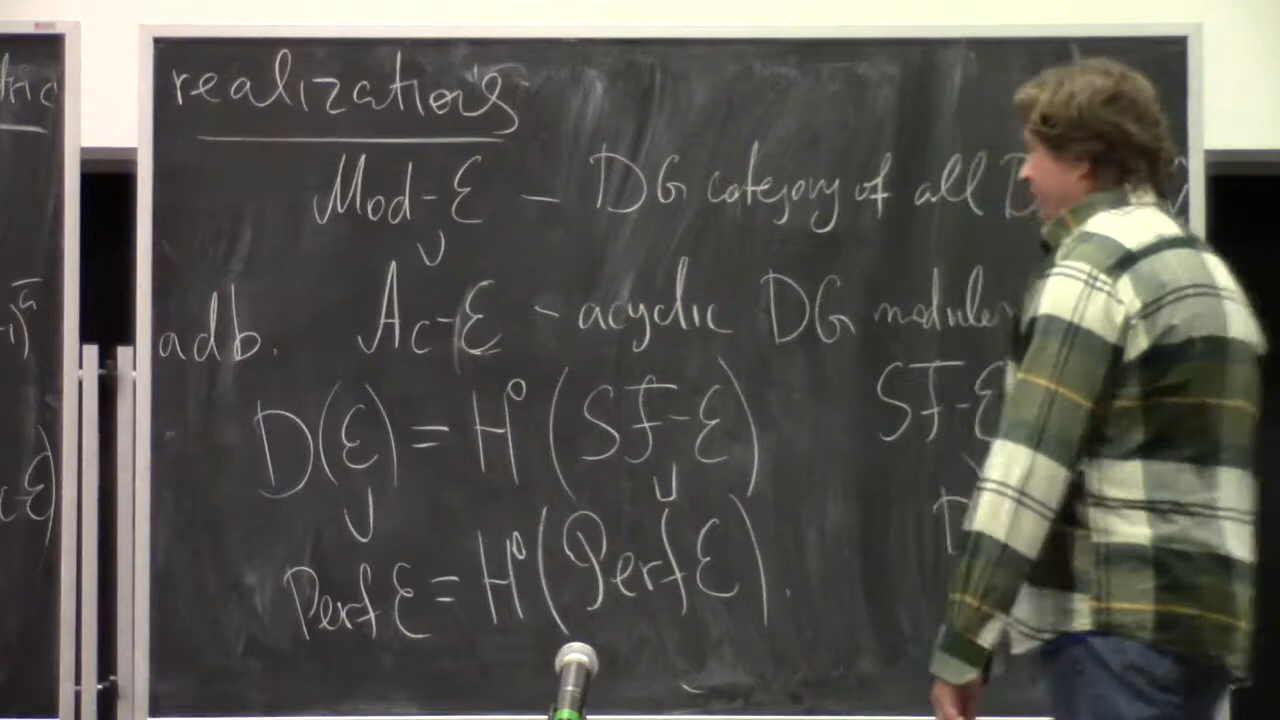 realizations
Mod-ℰ – DG category of all
∪
adb. Ac-ℰ – acyclic DG modules
D(ℰ) = H⁰(SF-ℰ) SF-ℰ
∪ ∪
Perf ℰ = H⁰(Perf ℰ).